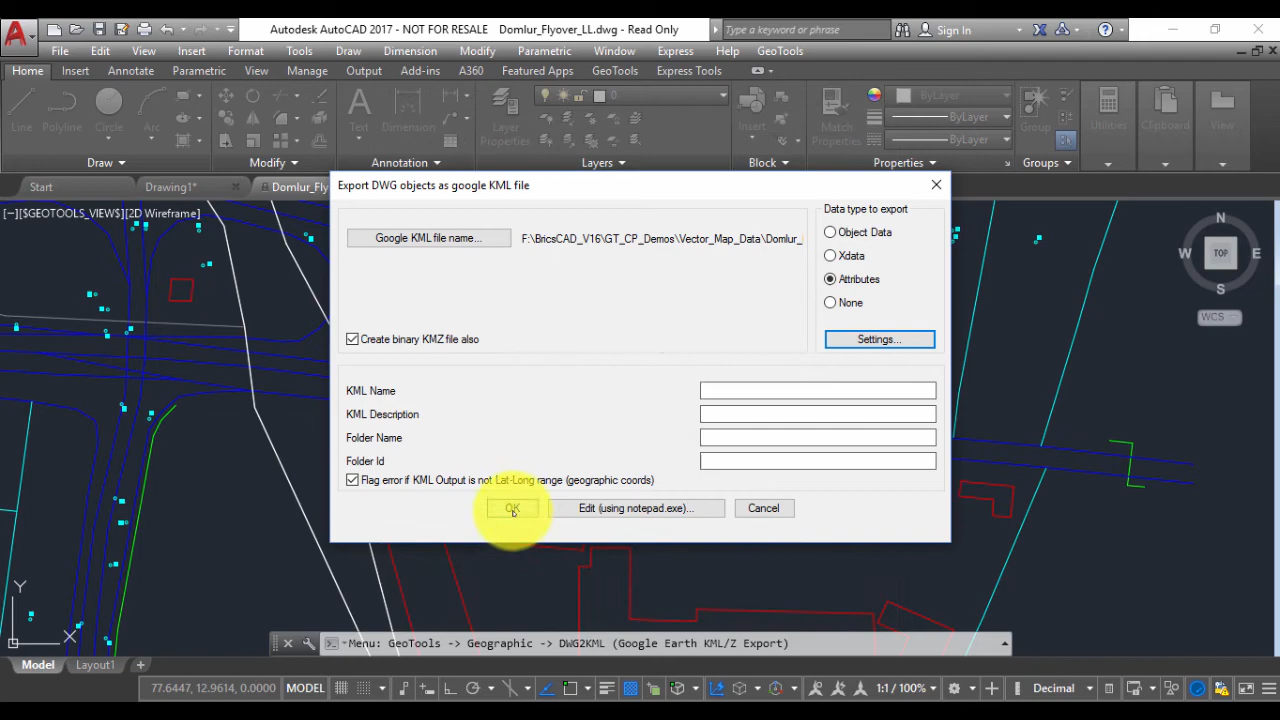 Autodesk AutoCAD 2017 - NOT FOR RESALE Domlur_Flyover_LL.dwg - Read Only
Type a keyword or phrase
Sign In
File Edit View Insert Format Tools Draw Dimension Modify Parametric Window Express Help GeoTools
Home Insert Annotate Parametric View Manage Output Add-ins A360 Featured Apps GeoTools Express Tools
0
ByLayer
ByLayer
ByLayer
Line Polyline Circle Arc
Text Dimension
Layer Properties
Insert
Match Properties
Group
Utilities Clipboard View
Draw Modify Annotation Layers Block Properties Groups
Start Drawing1* Domlur_Fly
[−][$GEOTOOLS_VIEWS$][2D Wireframe]
Export DWG objects as google KML file
Google KML file name...
F:\BricsCAD_V16\GT_CP_Demos\Vector_Map_Data\Domlur_
Data type to export
Object Data
Xdata
Attributes
None
Create binary KMZ file also
Settings...
KML Name
KML Description
Folder Name
Folder Id
Flag error if KML Output is not Lat-Long range (geographic coords)
OK
Edit (using notepad.exe)...
Cancel
N
W TOP E
S
WCS
Y
X
Menu: GeoTools -> Geographic -> DWG2KML (Google Earth KML/Z Export)
Model Layout1 +
77.6447, 12.9614, 0.0000 MODEL
1:1 / 100%
Decimal